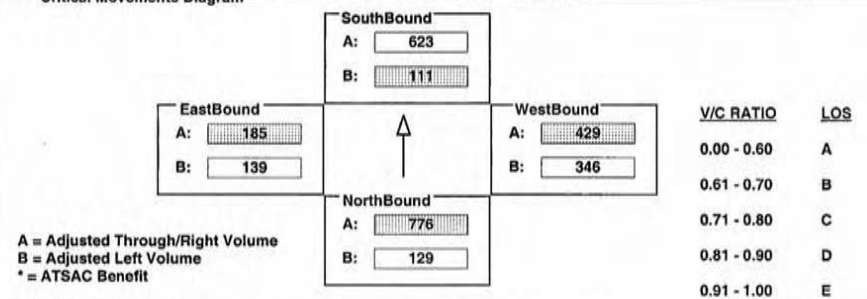 Critical Movements Diagram
SouthBound
A: 623
B: 111
EastBound
A: 185
B: 139
WestBound
A: 429
B: 346
NorthBound
A: 776
B: 129
A = Adjusted Through/Right Volume
B = Adjusted Left Volume
* = ATSAC Benefit
V/C RATIO LOS
0.00 - 0.60 A
0.61 - 0.70 B
0.71 - 0.80 C
0.81 - 0.90 D
0.91 - 1.00 E